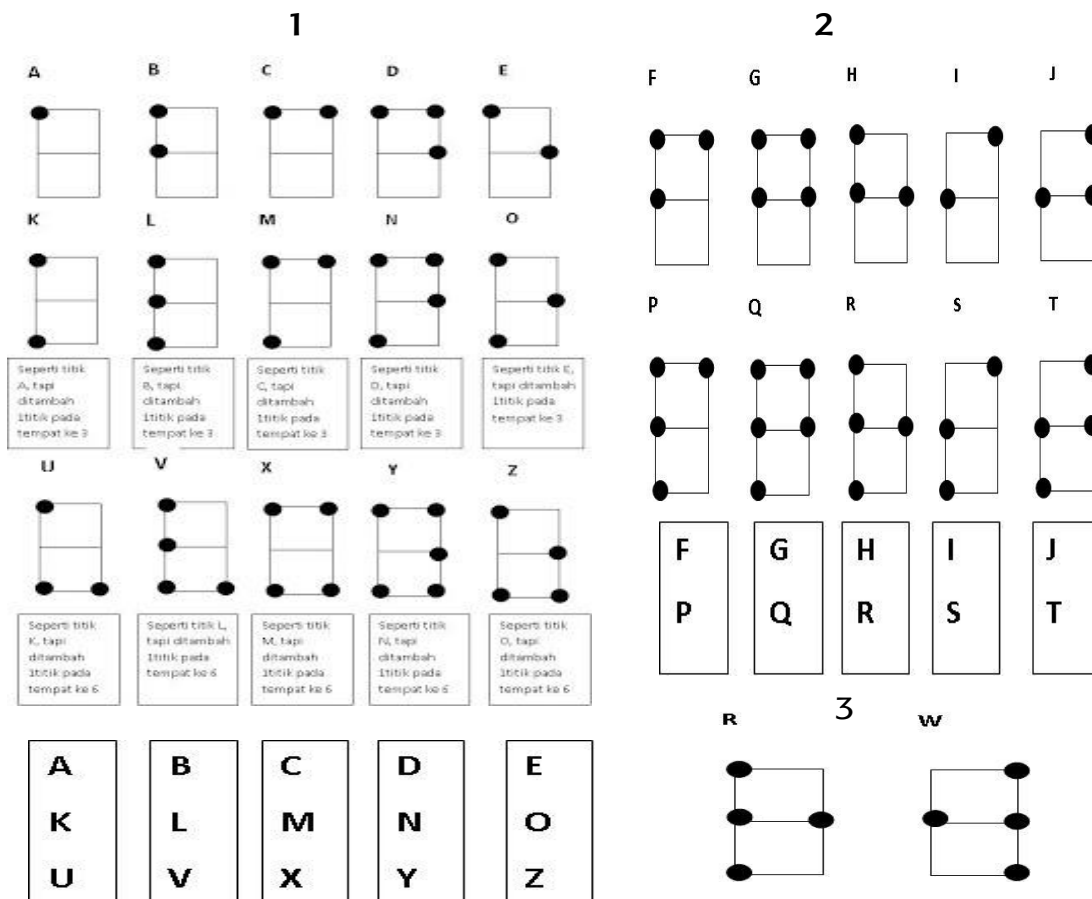 1
A B C D E
K L M N O
Seperti titik
A, tapi
ditambah
1titik pada
tempat ke 3
Seperti titik
B, tapi
ditambah
1titik pada
tempat ke 3
Seperti titik
C, tapi
ditambah
1titik pada
tempat ke 3
Seperti titik
D, tapi
ditambah
1titik pada
tempat ke 3
Seperti titik E,
tapi ditambah
1titik pada
tempat ke 3
U V X Y Z
Seperti titik
K, tapi
ditambah
1titik pada
tempat ke 6
Seperti titik L,
tapi ditambah
1titik pada
tempat ke 6
Seperti titik
M, tapi
ditambah
1titik pada
tempat ke 6
Seperti titik
N, tapi
ditambah
1titik pada
tempat ke 6
Seperti titik
O, tapi
ditambah
1titik pada
tempat ke 6
A
K
U
B
L
V
C
M
X
D
N
Y
E
O
Z
2
F G H I J
P Q R S T
F
P
G
Q
H
R
I
S
J
T
3
R W